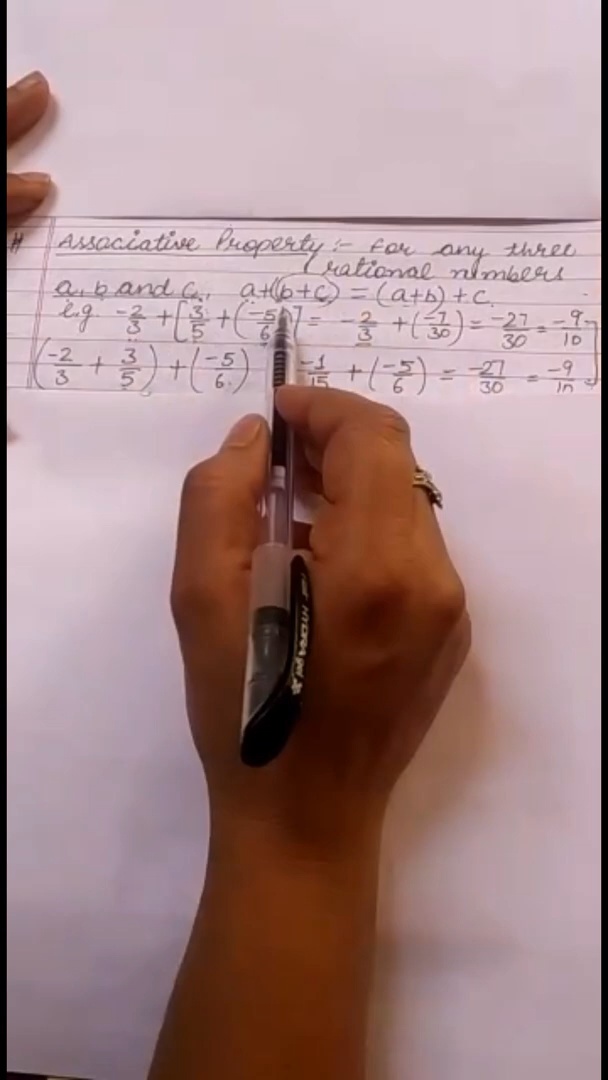 # Associative Property :- For any three
rational numbers
a, b and c, a+(b+c) = (a+b)+c.
e.g. -2/3 + [3/5 + (-5/6)] = -2/3 + (-7/30) = -27/30 = -9/10
(-2/3 + 3/5) + (-5/6) -1/15 + (-5/6) = -27/30 = -9/10